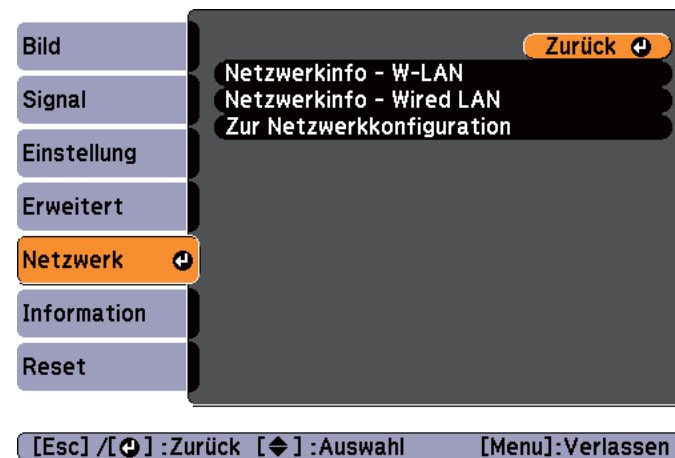 Bild
Signal
Einstellung
Erweitert
Netzwerk
Information
Reset
Zurück
Netzwerkinfo - W-LAN
Netzwerkinfo - Wired LAN
Zur Netzwerkkonfiguration
[Esc] /[⏎] :Zurück [◆] :Auswahl [Menu]:Verlassen